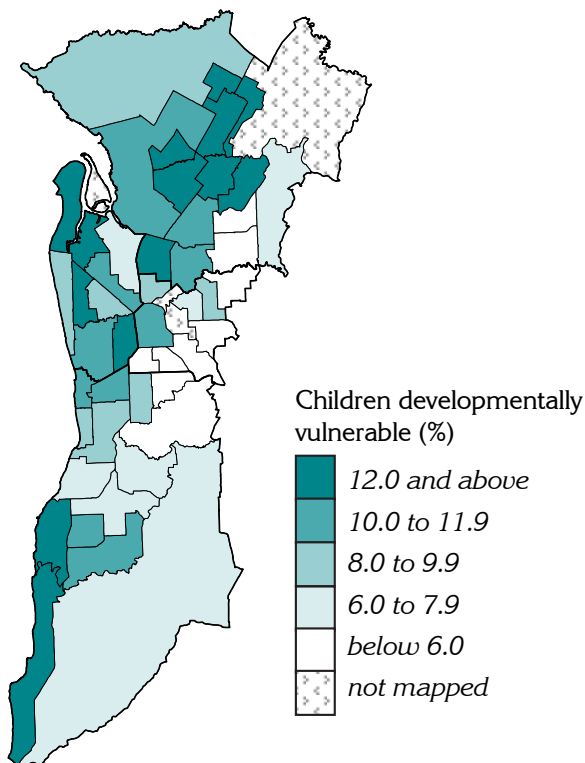 Children developmentally
vulnerable (%)
12.0 and above
10.0 to 11.9
8.0 to 9.9
6.0 to 7.9
below 6.0
not mapped